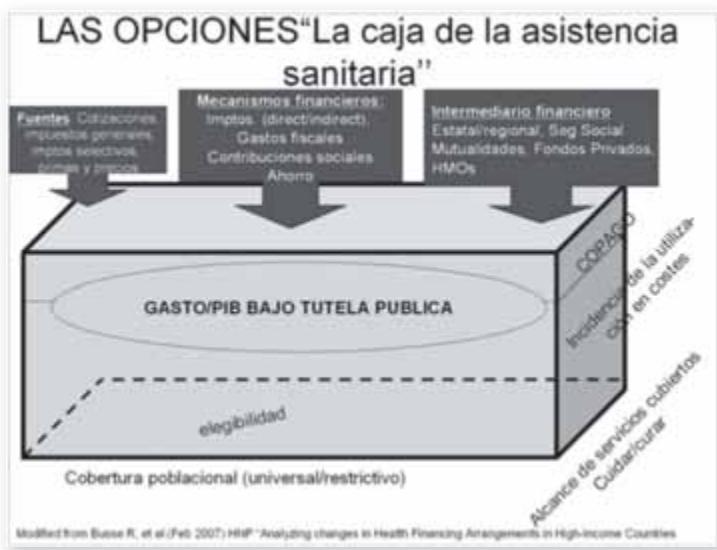 LAS OPCIONES“La caja de la asistencia
sanitaria’’
Fuentes Cotizaciones,
impuestos generales,
imptos selectivos,
primas y precios
Mecanismos financieros:
Imptos. (direct/indirect),
Gastos fiscales
Contribuciones sociales
Ahorro
Intermediario financiero
Estatal/regional, Seg Social
Mutualidades, Fondos Privados,
HMOs
COPAGO
Incidencia de la utiliza-
ción en costes
GASTO/PIB BAJO TUTELA PUBLICA
elegibilidad
Alcance de servicios cubiertos
Cuidar/curar
Cobertura poblacional (universal/restrictivo)
Modified from Busse R, et al (Feb 2007) HNP “Analyzing changes in Health Financing Arrangements in High-Income Countries